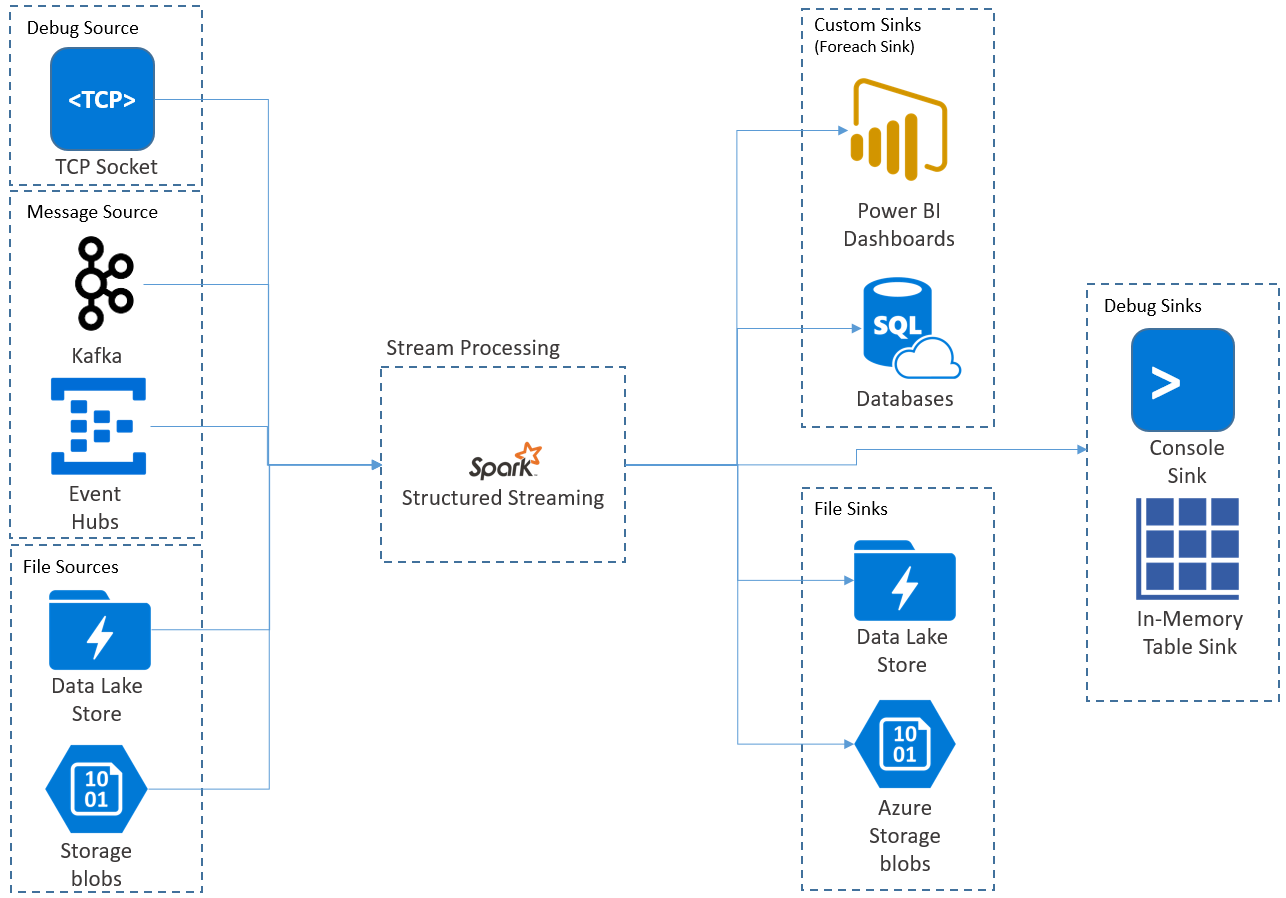 Debug Source
<TCP>
TCP Socket
Message Source
Kafka
Event
Hubs
File Sources
Data Lake
Store
10
01
Storage
blobs
Stream Processing
Spark
Structured Streaming
Custom Sinks
(Foreach Sink)
Power BI
Dashboards
SQL
Databases
File Sinks
Data Lake
Store
10
01
Azure
Storage
blobs
Debug Sinks
>
Console
Sink
In-Memory
Table Sink